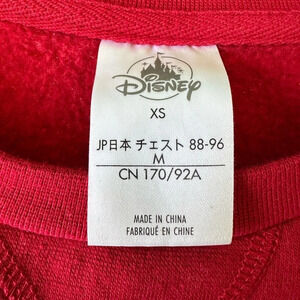 Disney
XS
JP日本 チェスト 88-96
M
CN 170/92A
MADE IN CHINA
FABRIQUÉ EN CHINE